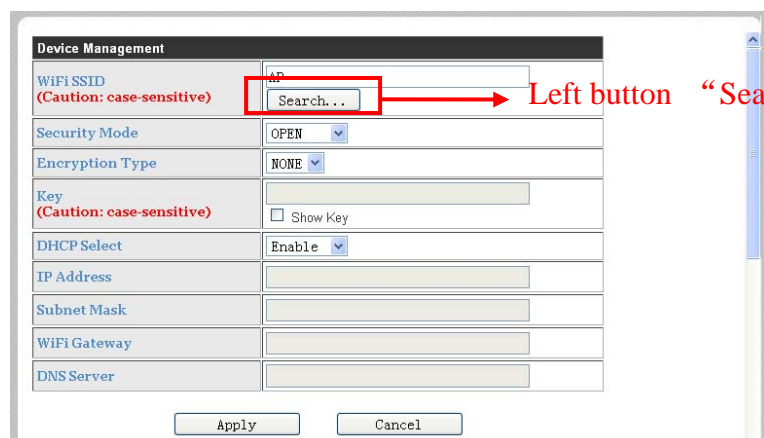 Device Management
WiFi SSID
(Caution: case-sensitive)
AP
Search...
Left button “Sea
Security Mode
OPEN
Encryption Type
NONE
Key
(Caution: case-sensitive)
Show Key
DHCP Select
Enable
IP Address
Subnet Mask
WiFi Gateway
DNS Server
Apply
Cancel